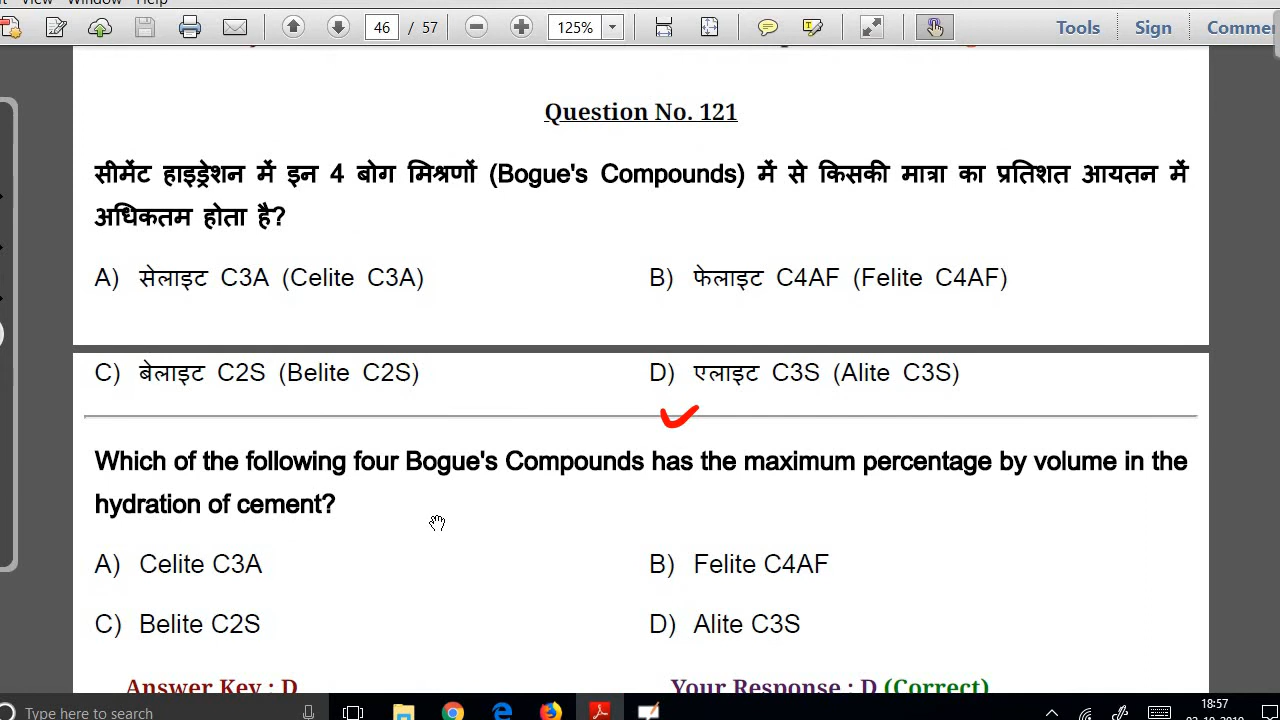 Window Help
46 / 57 125% Tools Sign Comme
Question No. 121
सीमेंट हाइड्रेशन में इन 4 बोग मिश्रणों (Bogue's Compounds) में से किसकी मात्रा का प्रतिशत आयतन में
अधिकतम होता है?
A) सेलाइट C3A (Celite C3A) B) फेलाइट C4AF (Felite C4AF)
C) बेलाइट C2S (Belite C2S) D) एलाइट C3S (Alite C3S)
Which of the following four Bogue's Compounds has the maximum percentage by volume in the
hydration of cement?
A) Celite C3A B) Felite C4AF
C) Belite C2S D) Alite C3S
Answer Key : D Your Response : D (Correct)
Type here to search 18:57